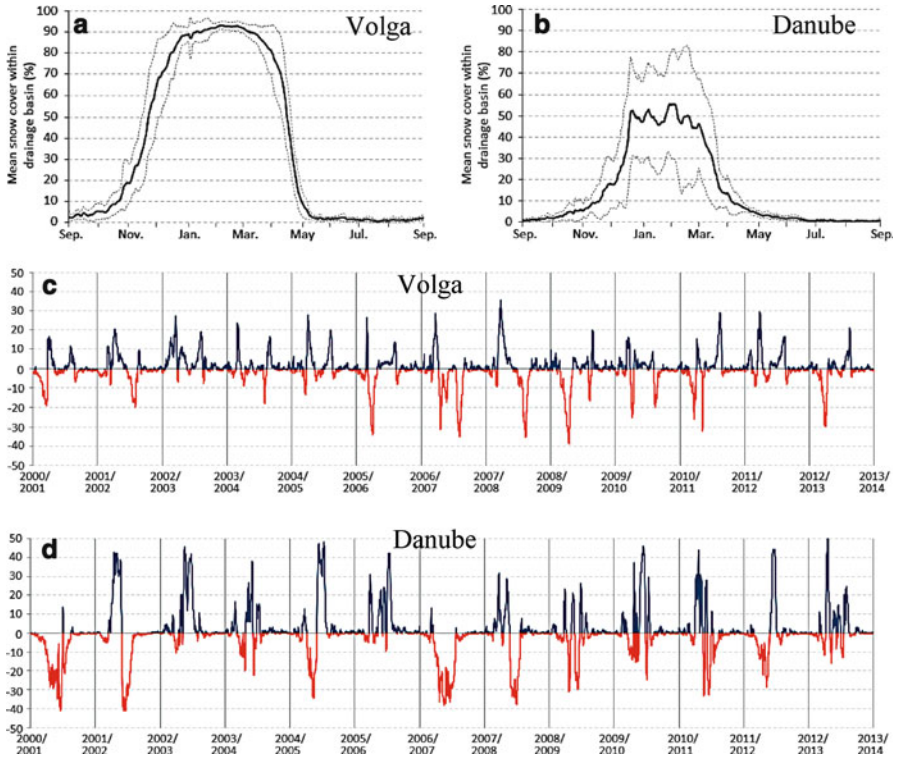 a
Volga
Mean snow cover within
drainage basin (%)
100
90
80
70
60
50
40
30
20
10
0
Sep. Nov. Jan. Mar. May Jul. Sep.
b
Danube
Mean snow cover within
drainage basin (%)
100
90
80
70
60
50
40
30
20
10
0
Sep. Nov. Jan. Mar. May Jul. Sep.
c
Volga
50
40
30
20
10
0
-10
-20
-30
-40
-50
2000/ 2001/ 2002/ 2003/ 2004/ 2005/ 2006/ 2007/ 2008/ 2009/ 2010/ 2011/ 2012/ 2013/
2001 2002 2003 2004 2005 2006 2007 2008 2009 2010 2011 2012 2013 2014
d
Danube
50
40
30
20
10
0
-10
-20
-30
-40
-50
2000/ 2001/ 2002/ 2003/ 2004/ 2005/ 2006/ 2007/ 2008/ 2009/ 2010/ 2011/ 2012/ 2013/
2001 2002 2003 2004 2005 2006 2007 2008 2009 2010 2011 2012 2013 2014